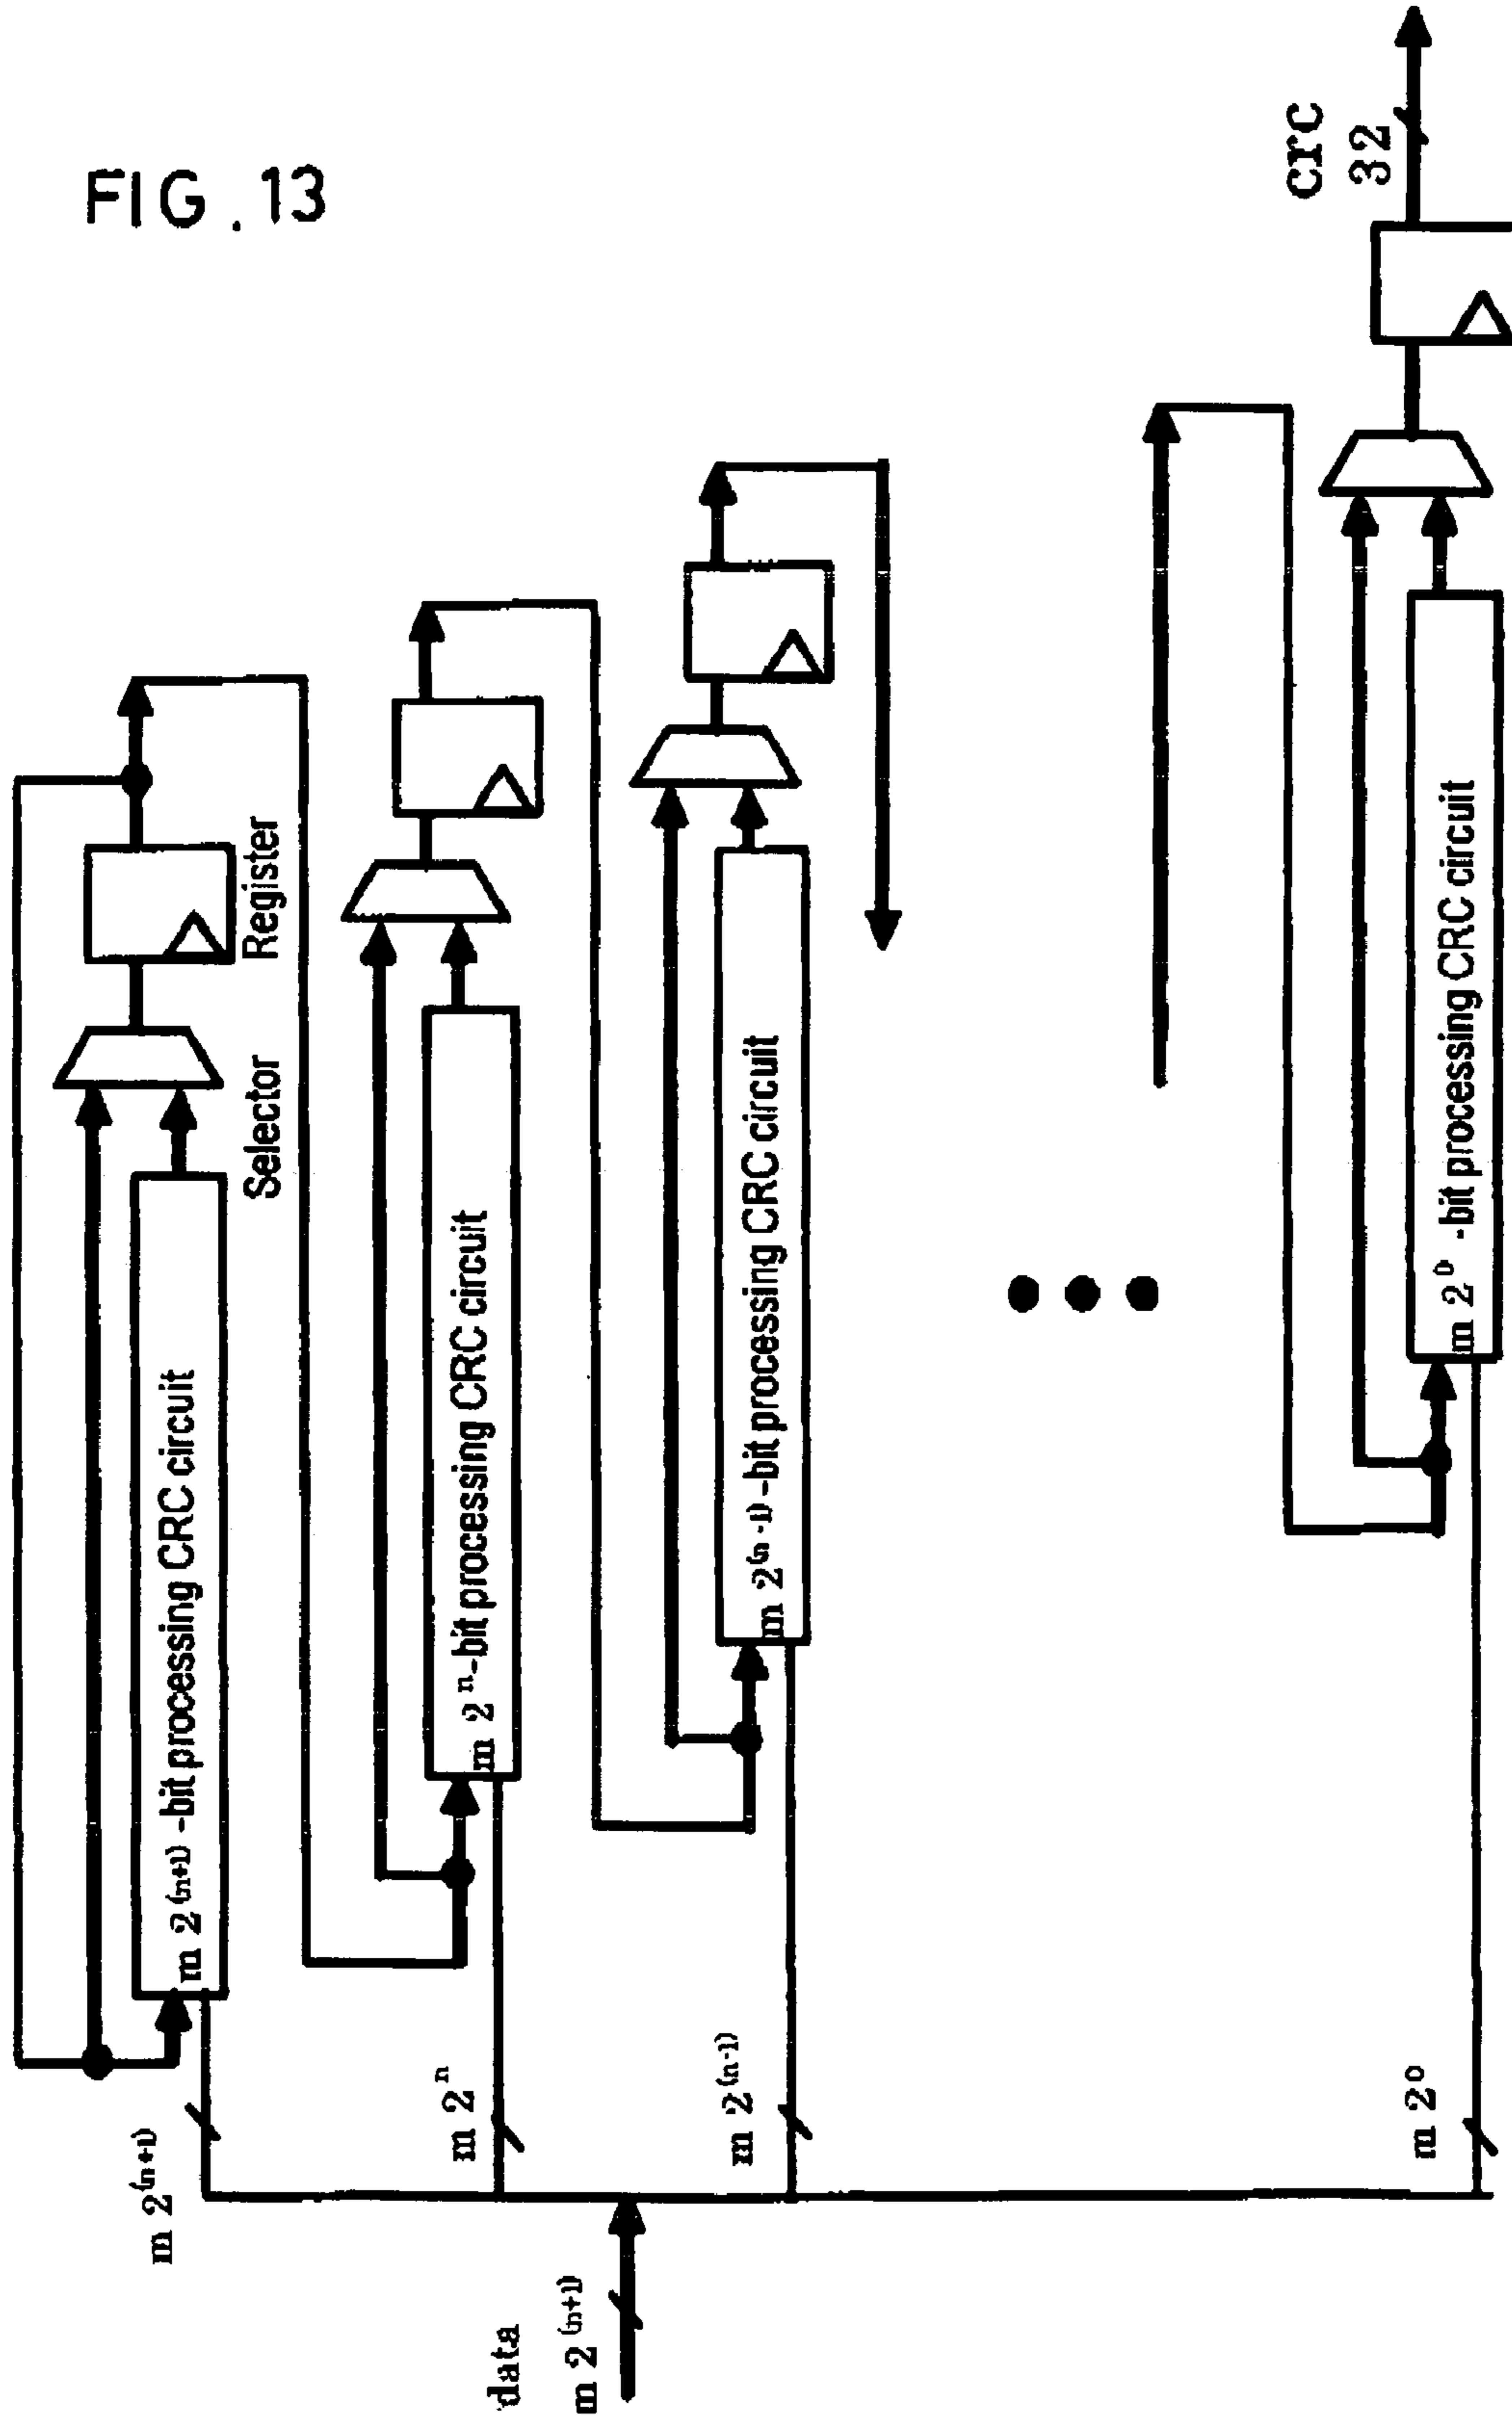 FIG.13
data
m 2^(n+1)
m 2^(n+1)
m 2^(n+1) -bit processing CRC circuit
Selector
Register
m 2^n
m 2^n-bit processing CRC circuit
m 2^(n-1)
m 2^(n-1)-bit processing CRC circuit
m 2^0
m 2^0 -bit processing CRC circuit
crc
32